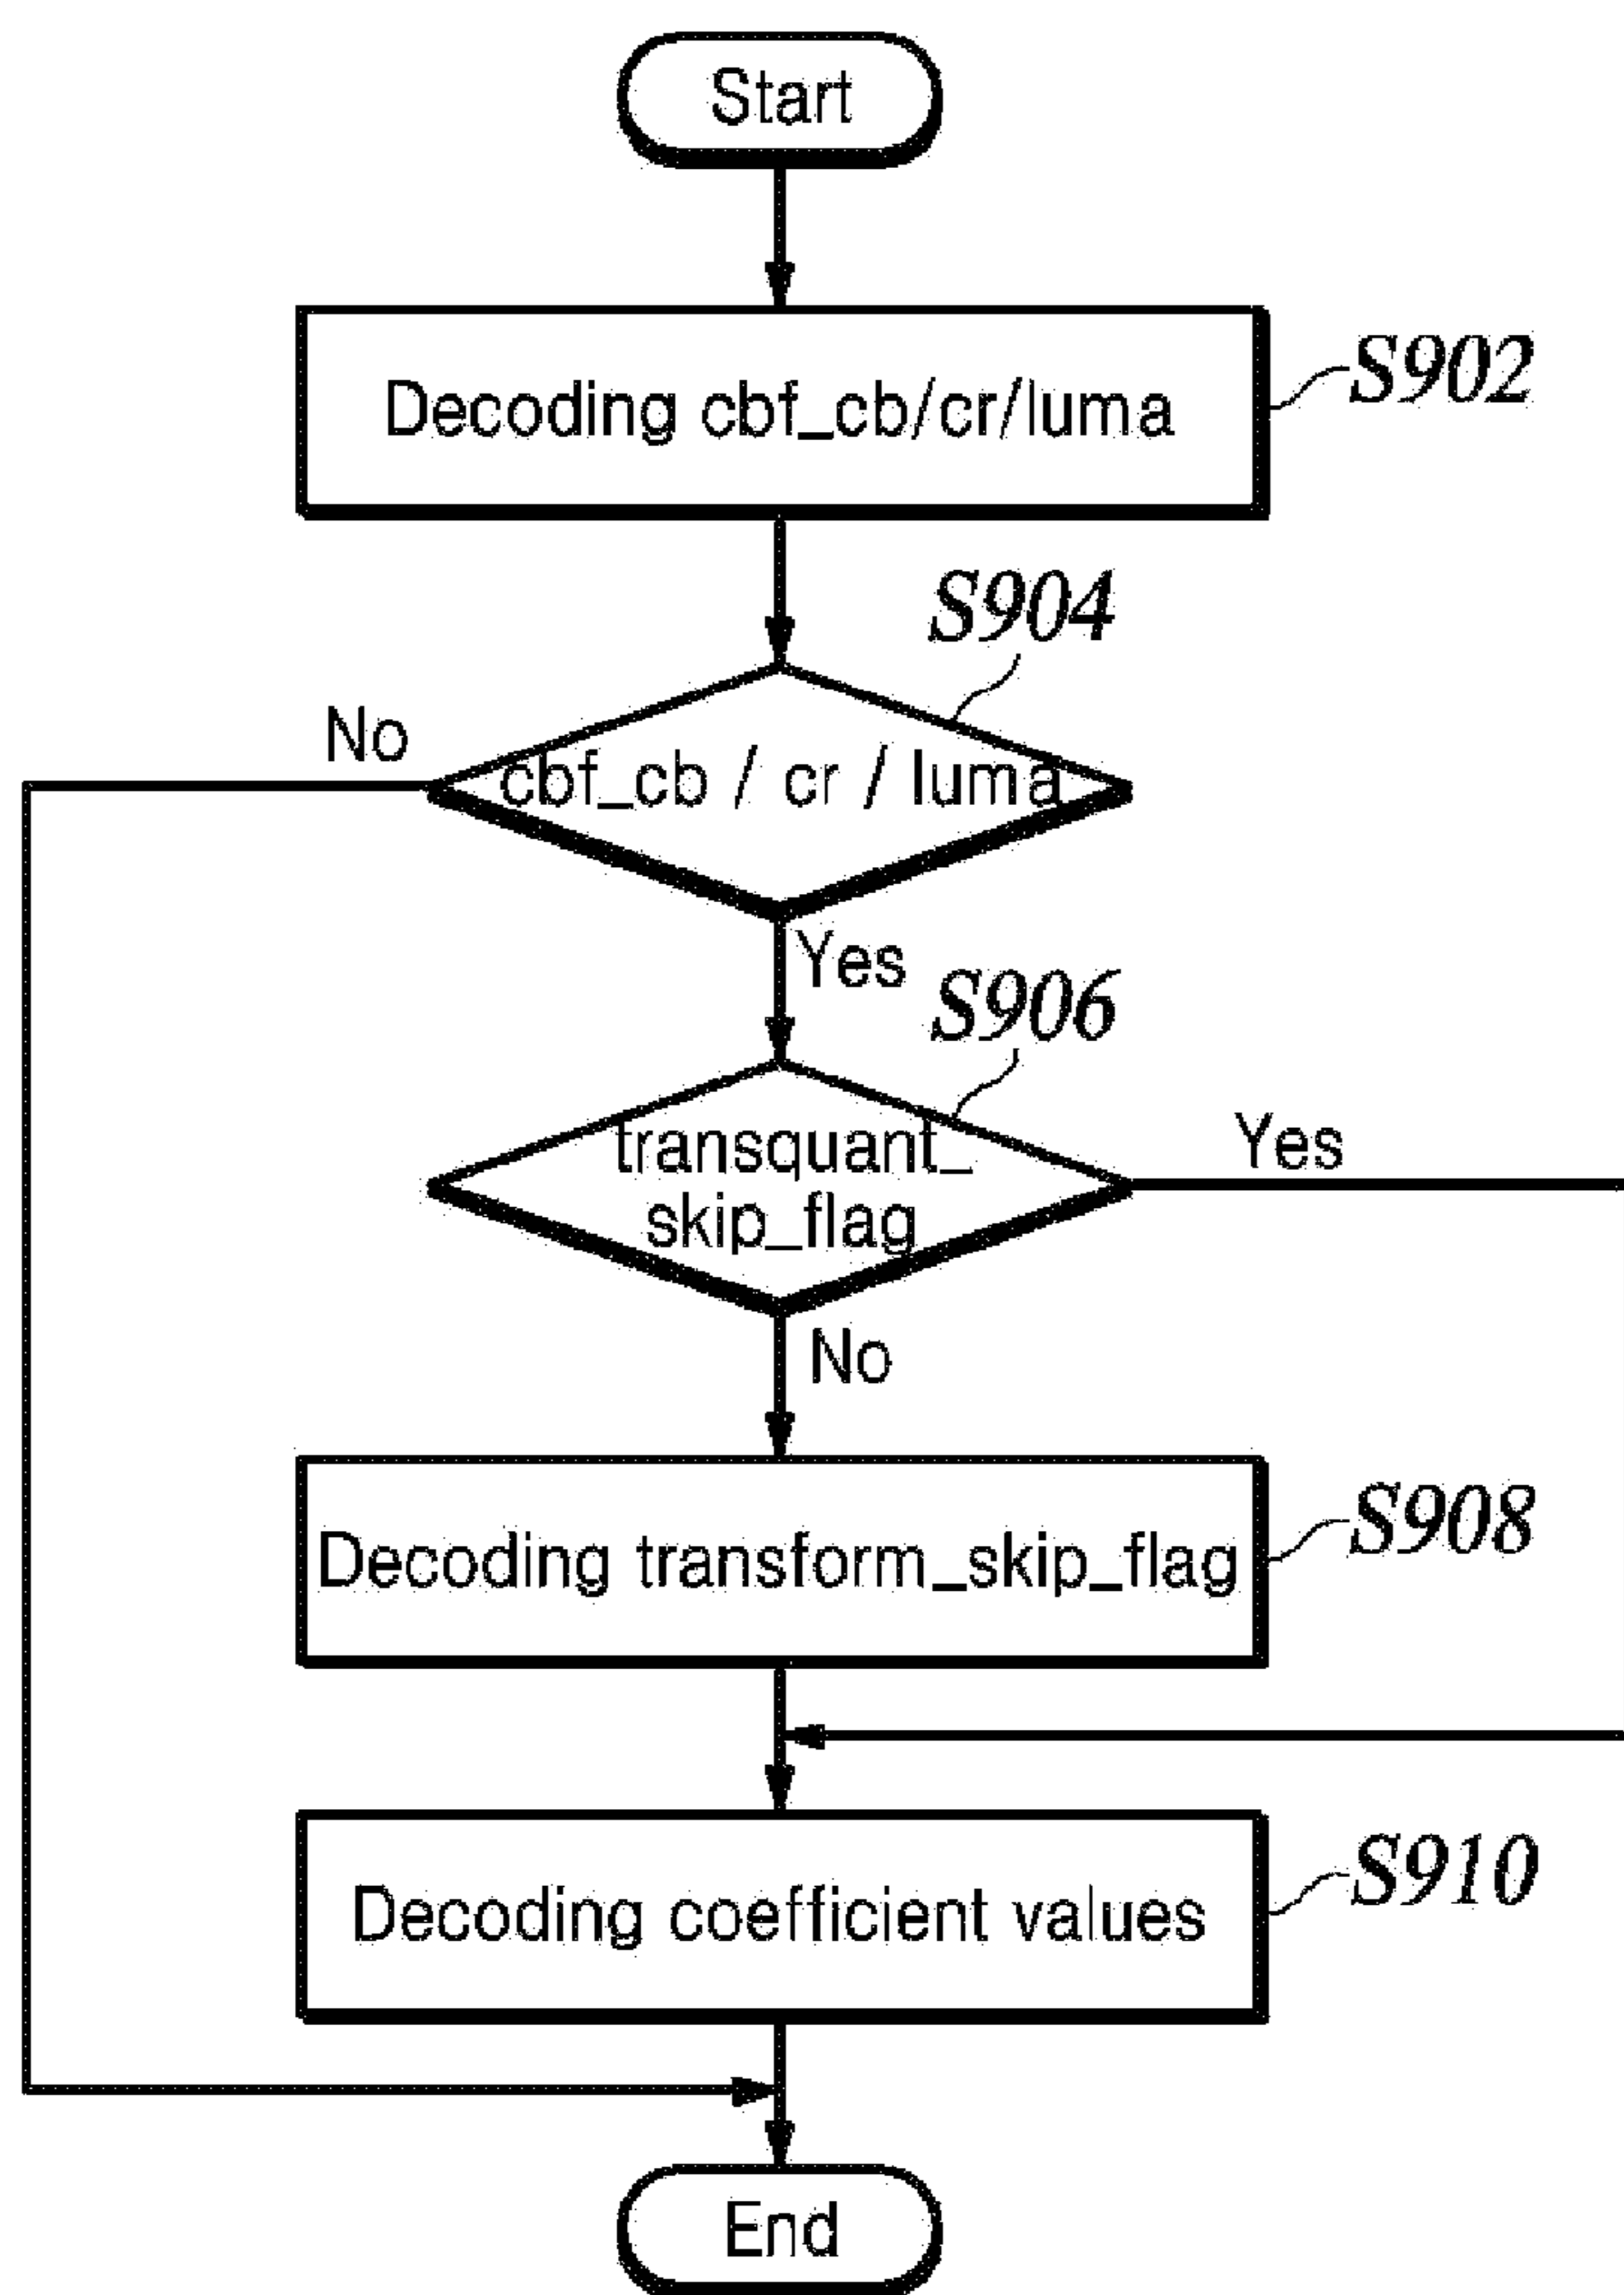 Start
Decoding cbf_cb/cr/luma
S902
S904
No
cbf_cb / cr / luma
Yes
S906
transquant_
skip_flag
Yes
No
Decoding transform_skip_flag
S908
Decoding coefficient values
S910
End